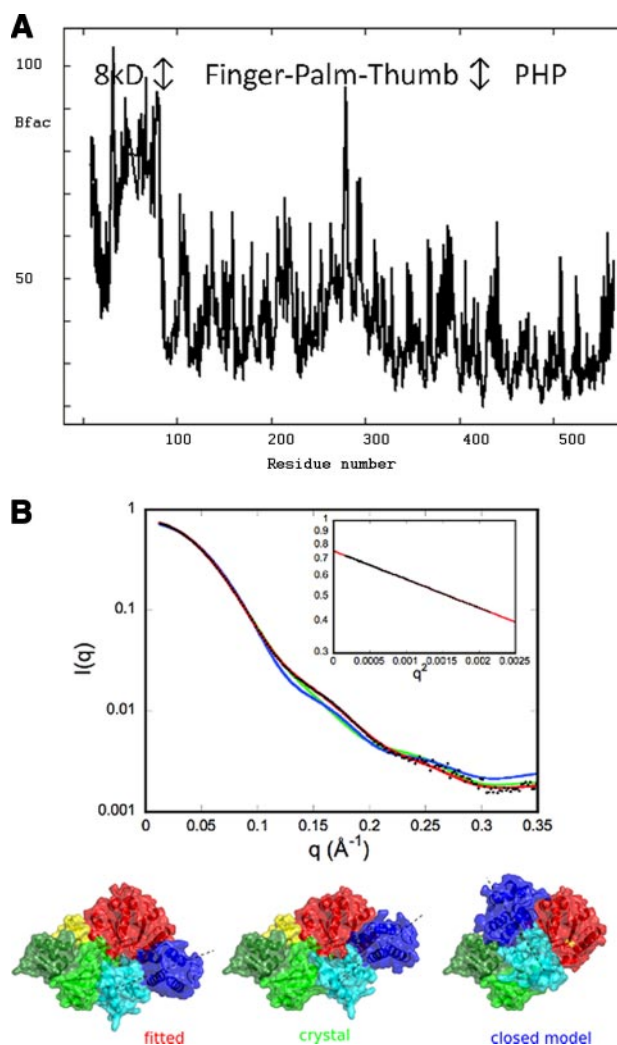 A
100
8kD ↕ Finger-Palm-Thumb ↕ PHP
Bfac
50
100 200 300 400 500
Residue number
B
1
0.1
0.01
0.001
I(q)
0 0.05 0.1 0.15 0.2 0.25 0.3 0.35
q (Å⁻¹)
1
0.9
0.8
0.7
0.6
0.5
0.4
0.3
0 0.0005 0.001 0.0015 0.002 0.0025
q²
fitted crystal closed model